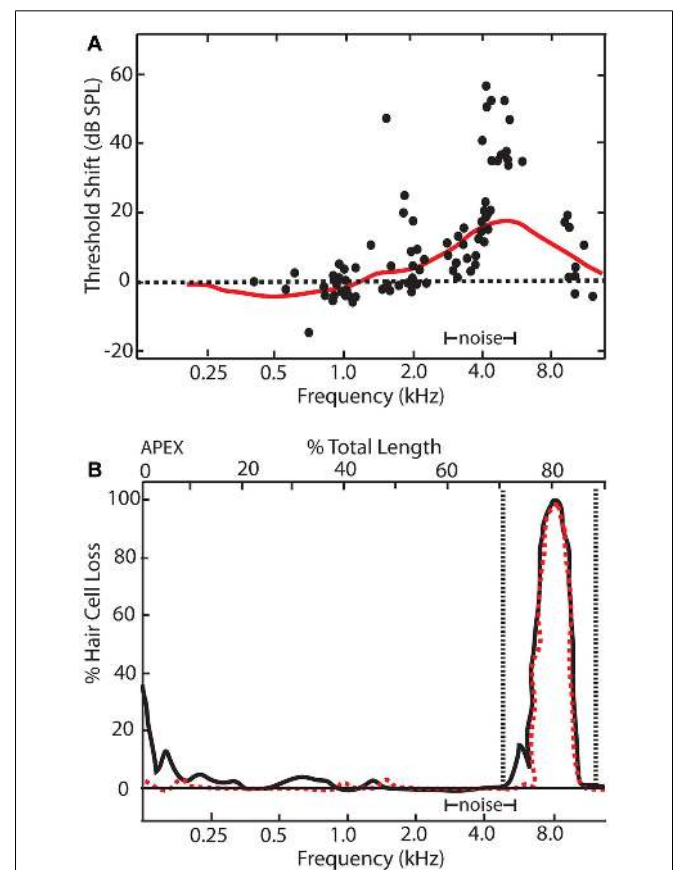 A
Threshold Shift (dB SPL)
60
40
20
0
-20
noise
0.25 0.5 1.0 2.0 4.0 8.0
Frequency (kHz)
APEX % Total Length
B
0 20 40 60 80
% Hair Cell Loss
100
80
60
40
20
0
noise
0.25 0.5 1.0 2.0 4.0 8.0
Frequency (kHz)